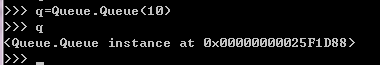 >>> q=Queue.Queue(10)
>>> q
<Queue.Queue instance at 0x00000000025F1D88>
>>>